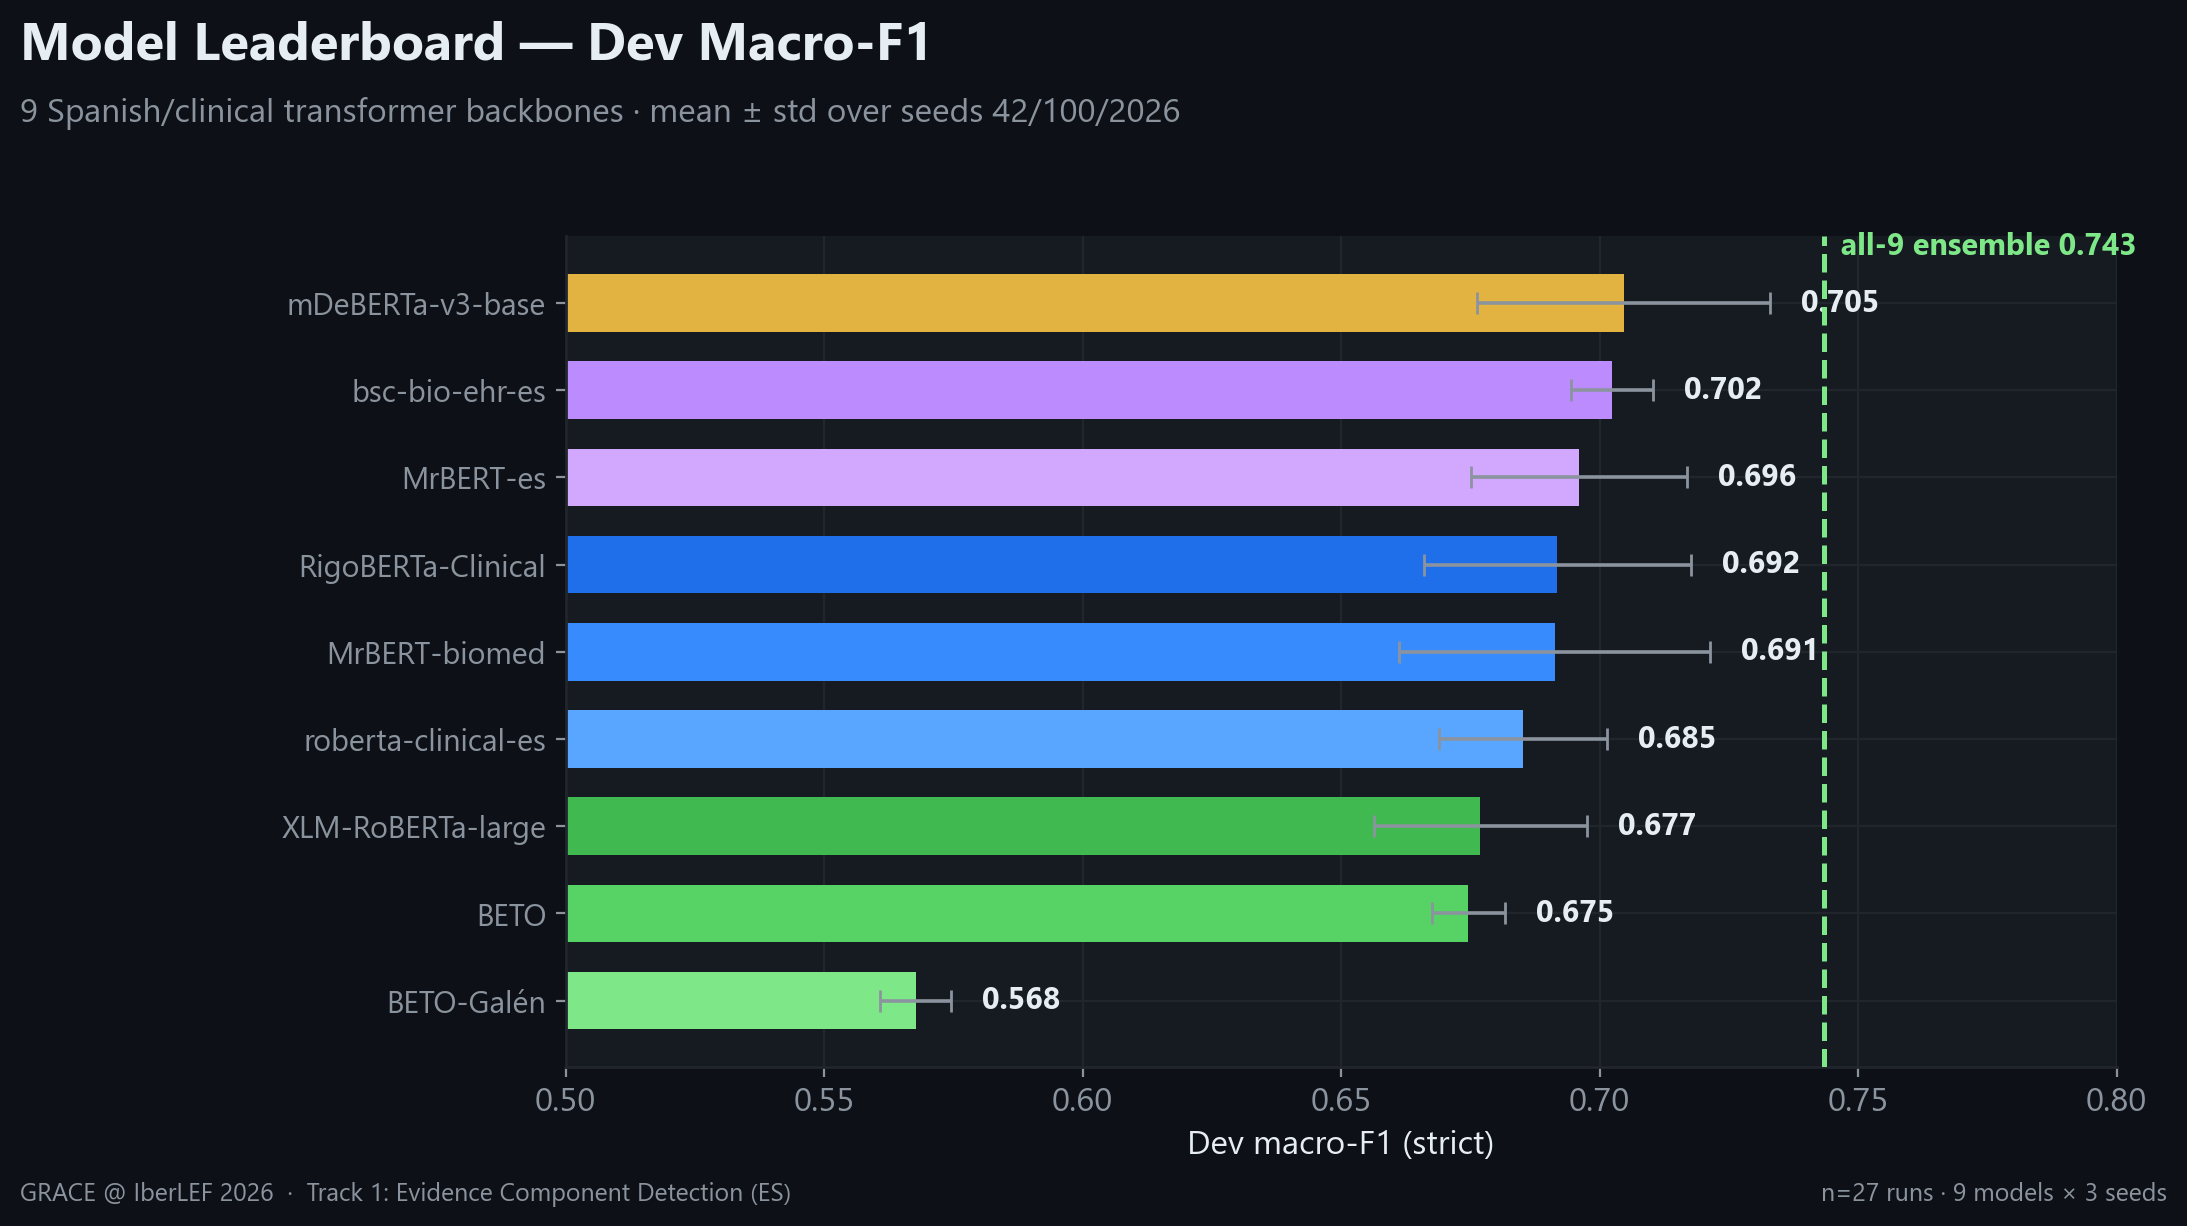 Model Leaderboard — Dev Macro-F1
9 Spanish/clinical transformer backbones · mean ± std over seeds 42/100/2026
all-9 ensemble 0.743
mDeBERTa-v3-base 0.705
bsc-bio-ehr-es 0.702
MrBERT-es 0.696
RigoBERTa-Clinical 0.692
MrBERT-biomed 0.691
roberta-clinical-es 0.685
XLM-RoBERTa-large 0.677
BETO 0.675
BETO-Galén 0.568
0.50 0.55 0.60 0.65 0.70 0.75 0.80
Dev macro-F1 (strict)
GRACE @ IberLEF 2026 · Track 1: Evidence Component Detection (ES)
n=27 runs · 9 models × 3 seeds